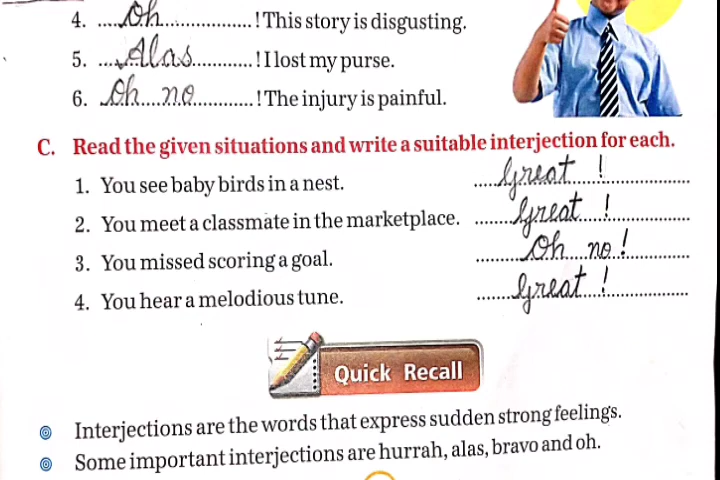 4. .....Oh..................! This story is disgusting.
5. .....Alas..............! I lost my purse.
6. ..Oh....no............! The injury is painful.
C. Read the given situations and write a suitable interjection for each.
1. You see baby birds in a nest. .....Great....!..................
2. You meet a classmate in the marketplace. ........Great....!................
3. You missed scoring a goal. ..........Oh....no..!..............
4. You hear a melodious tune. .......Great....!..................
Quick Recall
Interjections are the words that express sudden strong feelings.
Some important interjections are hurrah, alas, bravo and oh.